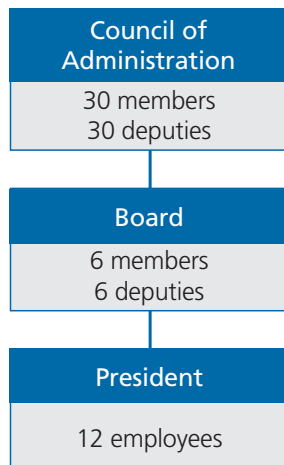 Council of
Administration
30 members
30 deputies
Board
6 members
6 deputies
President
12 employees